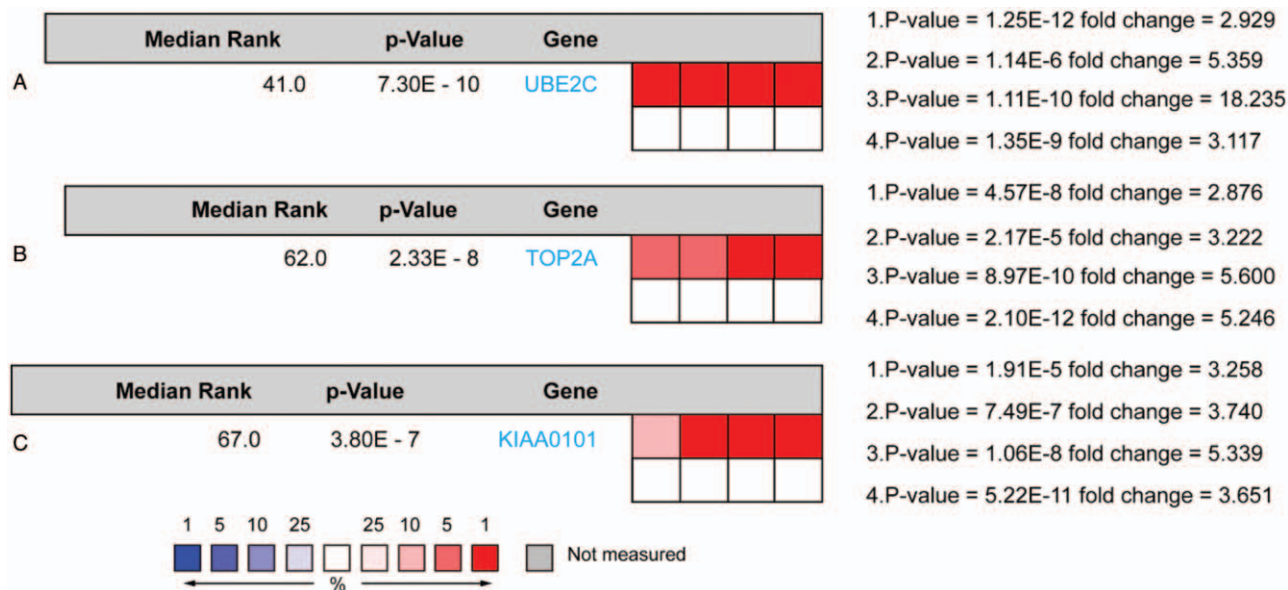 A
Median Rank p-Value Gene
41.0 7.30E - 10 UBE2C
1.P-value = 1.25E-12 fold change = 2.929
2.P-value = 1.14E-6 fold change = 5.359
3.P-value = 1.11E-10 fold change = 18.235
4.P-value = 1.35E-9 fold change = 3.117
B
Median Rank p-Value Gene
62.0 2.33E - 8 TOP2A
1.P-value = 4.57E-8 fold change = 2.876
2.P-value = 2.17E-5 fold change = 3.222
3.P-value = 8.97E-10 fold change = 5.600
4.P-value = 2.10E-12 fold change = 5.246
C
Median Rank p-Value Gene
67.0 3.80E - 7 KIAA0101
1.P-value = 1.91E-5 fold change = 3.258
2.P-value = 7.49E-7 fold change = 3.740
3.P-value = 1.06E-8 fold change = 5.339
4.P-value = 5.22E-11 fold change = 3.651
1 5 10 25 25 10 5 1
Not measured
%